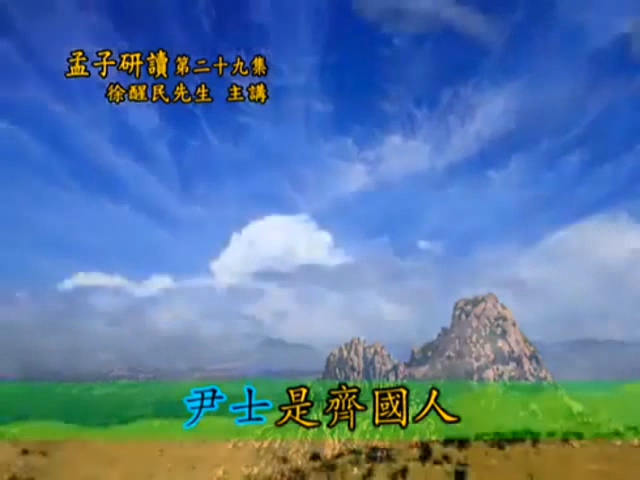 孟子研讀第二十九集
徐醒民先生 主講
尹士是齊國人